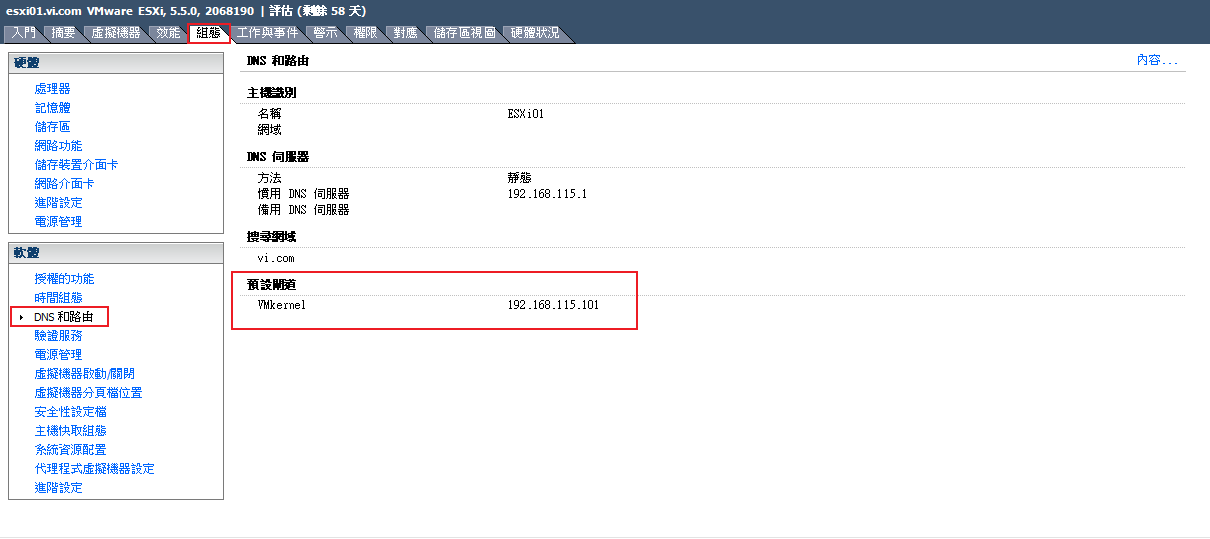 esxi01.vi.com VMware ESXi, 5.5.0, 2068190 | 評估 (剩餘 58 天)
入門 摘要 虛擬機器 效能 組態 工作與事件 警示 權限 對應 儲存區視圖 硬體狀況
硬體
處理器
記憶體
儲存區
網路功能
儲存裝置介面卡
網路介面卡
進階設定
電源管理
軟體
授權的功能
時間組態
DNS 和路由
驗證服務
電源管理
虛擬機器啟動/關閉
虛擬機器分頁檔位置
安全性設定檔
主機快取組態
系統資源配置
代理程式虛擬機器設定
進階設定
DNS 和路由 內容...
主機識別
名稱 ESXi01
網域
DNS 伺服器
方法 靜態
慣用 DNS 伺服器 192.168.115.1
備用 DNS 伺服器
搜尋網域
vi.com
預設閘道
VMkernel 192.168.115.101